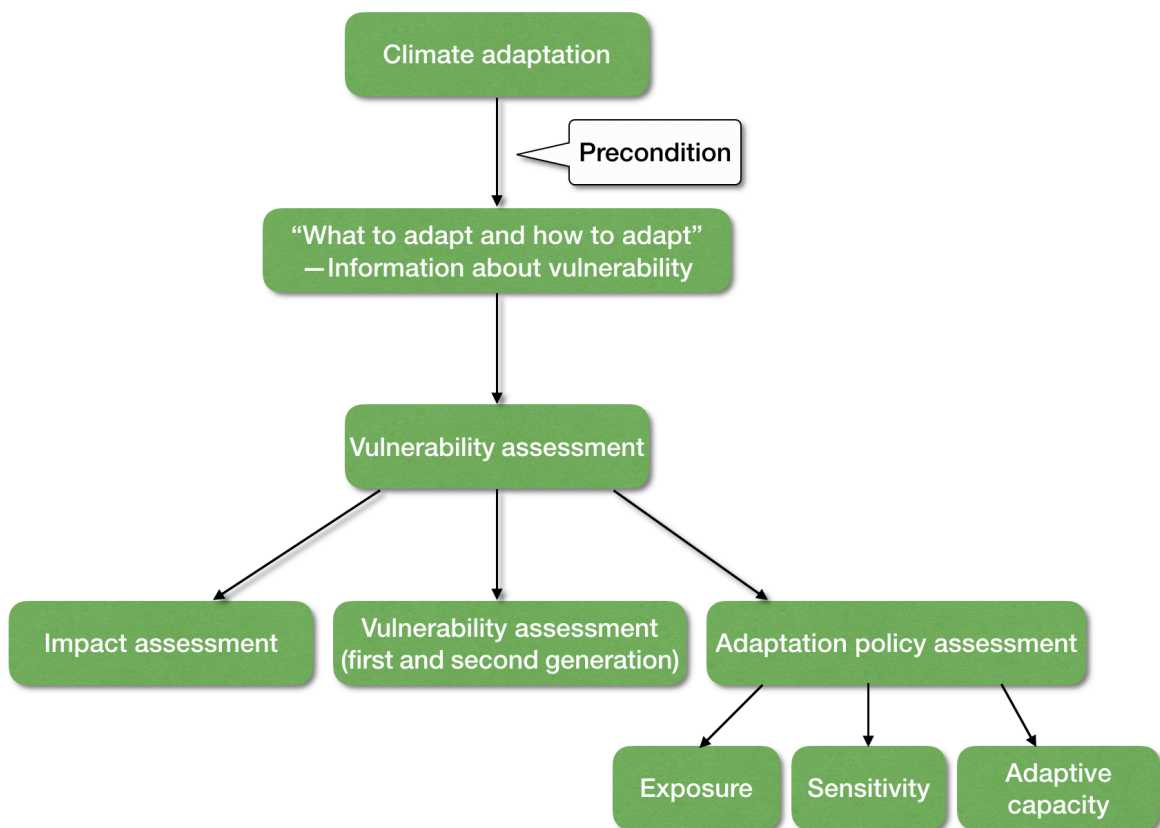 Climate adaptation
Precondition
“What to adapt and how to adapt”
—Information about vulnerability
Vulnerability assessment
Impact assessment
Vulnerability assessment
(first and second generation)
Adaptation policy assessment
Exposure
Sensitivity
Adaptive
capacity